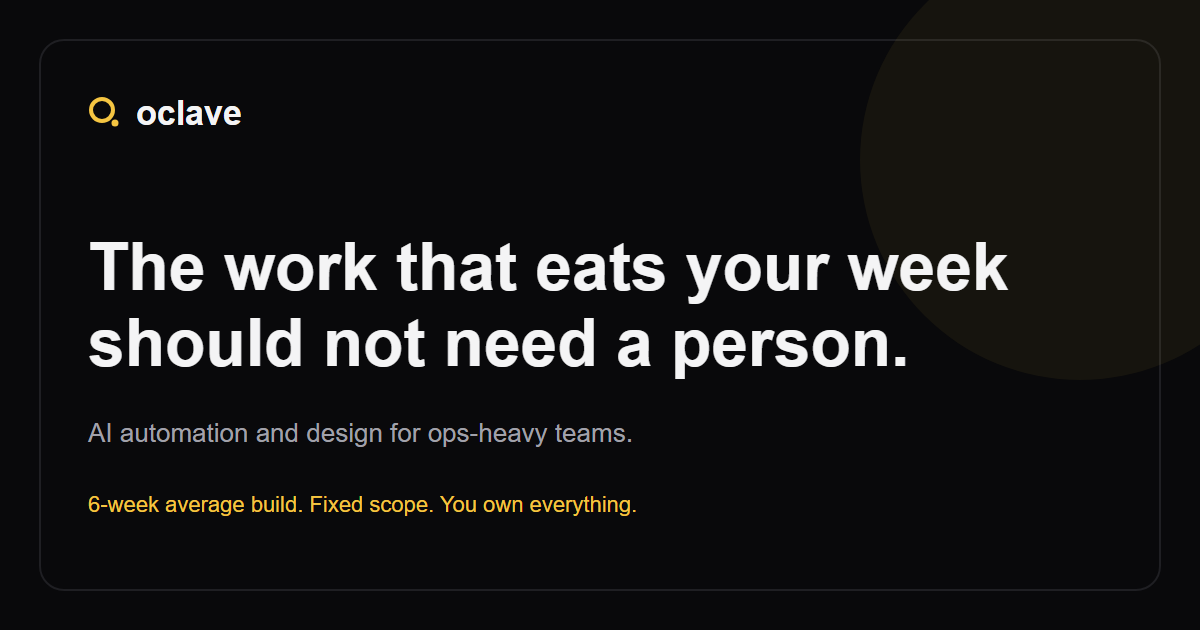 oclave
The work that eats your week
should not need a person.
AI automation and design for ops-heavy teams.
6-week average build. Fixed scope. You own everything.